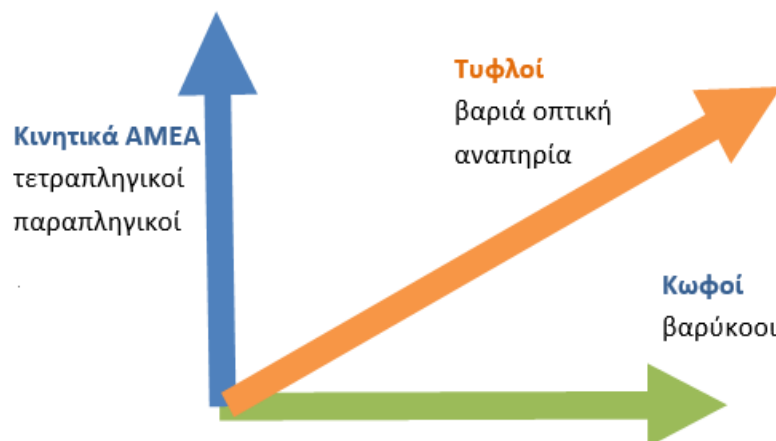 Τυφλοί
βαριά οπτική
αναπηρία
Κινητικά ΑΜΕΑ
τετραπληγικοί
παραπληγικοί
Κωφοί
βαρύκοοι